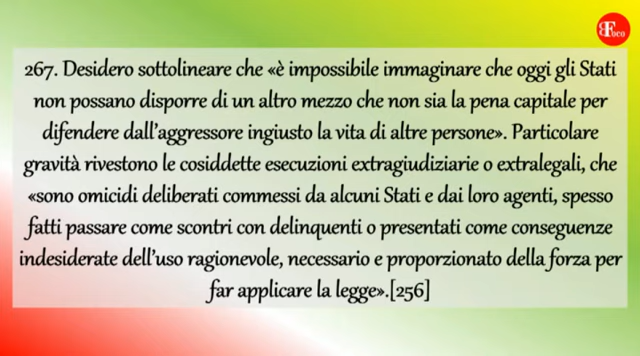 BFoco
267. Desidero sottolineare che «è impossibile immaginare che oggi gli Stati
non possano disporre di un altro mezzo che non sia la pena capitale per
difendere dall'aggressore ingiusto la vita di altre persone». Particolare
gravità rivestono le cosiddette esecuzioni extragiudiziarie o extralegali, che
«sono omicidi deliberati commessi da alcuni Stati e dai loro agenti, spesso
fatti passare come scontri con delinquenti o presentati come conseguenze
indesiderate dell'uso ragionevole, necessario e proporzionato della forza per
far applicare la legge».[256]